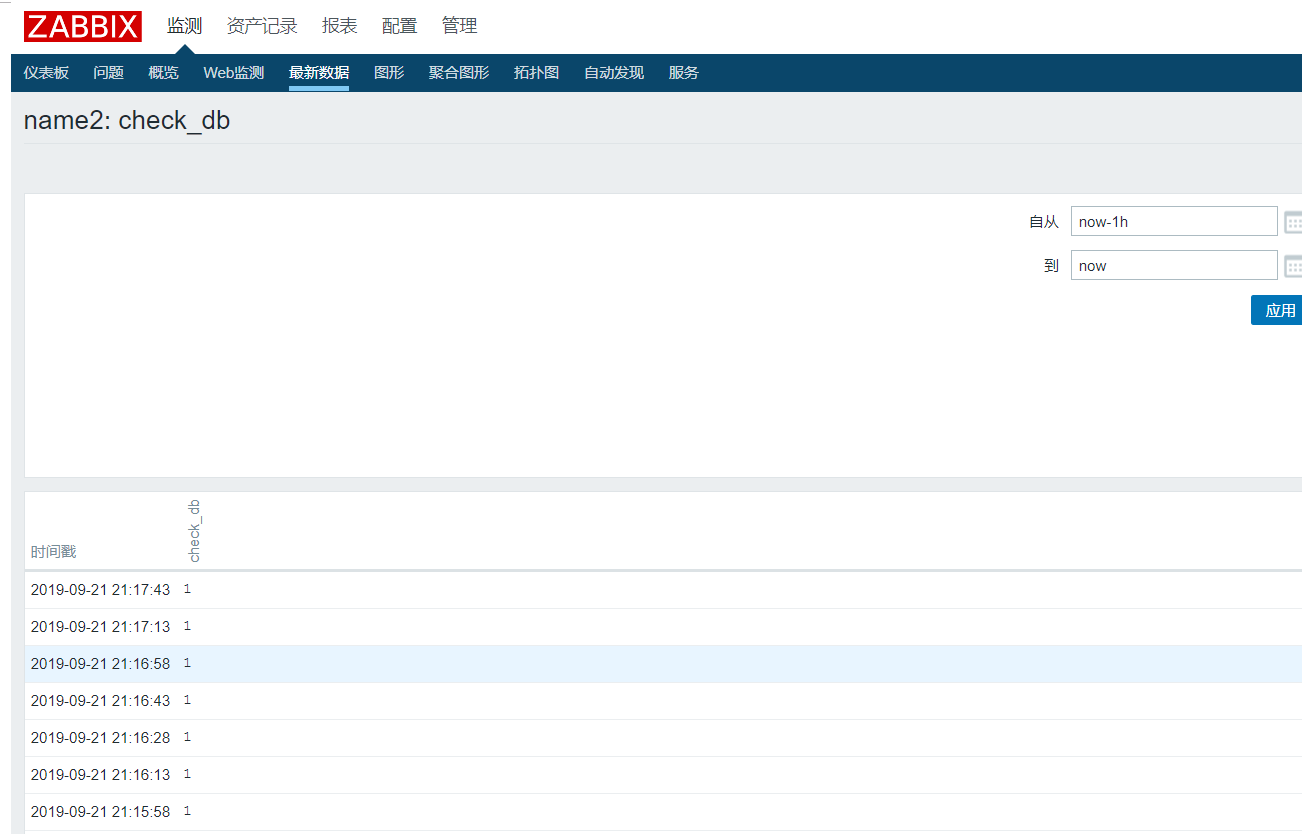 ZABBIX 监测 资产记录 报表 配置 管理
仪表板 问题 概览 Web监测 最新数据 图形 聚合图形 拓扑图 自动发现 服务
name2: check_db
自从 now-1h
到 now
应用
时间戳 check_db
2019-09-21 21:17:43 1
2019-09-21 21:17:13 1
2019-09-21 21:16:58 1
2019-09-21 21:16:43 1
2019-09-21 21:16:28 1
2019-09-21 21:16:13 1
2019-09-21 21:15:58 1